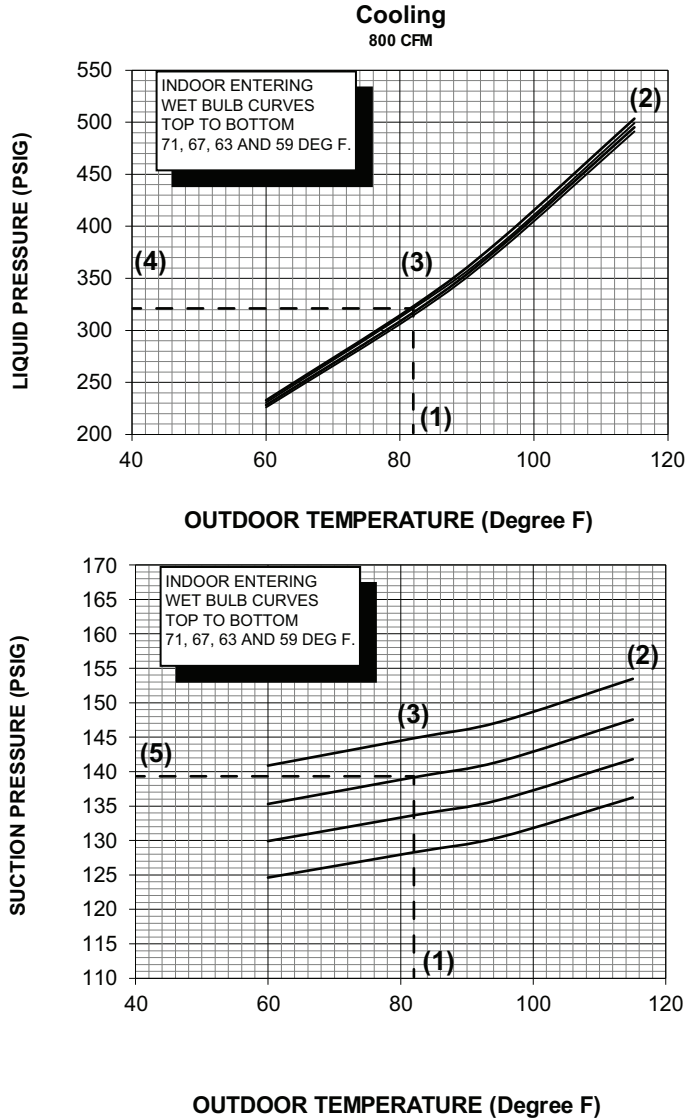 Cooling
800 CFM
550
500
450
400
350
300
250
200
LIQUID PRESSURE (PSIG)
INDOOR ENTERING
WET BULB CURVES
TOP TO BOTTOM
71, 67, 63 AND 59 DEG F.
(2)
(4)
(3)
(1)
40
60
80
100
120
OUTDOOR TEMPERATURE (Degree F)
170
165
160
155
150
145
140
135
130
125
120
115
110
SUCTION PRESSURE (PSIG)
INDOOR ENTERING
WET BULB CURVES
TOP TO BOTTOM
71, 67, 63 AND 59 DEG F.
(2)
(3)
(5)
(1)
40
60
80
100
120
OUTDOOR TEMPERATURE (Degree F)